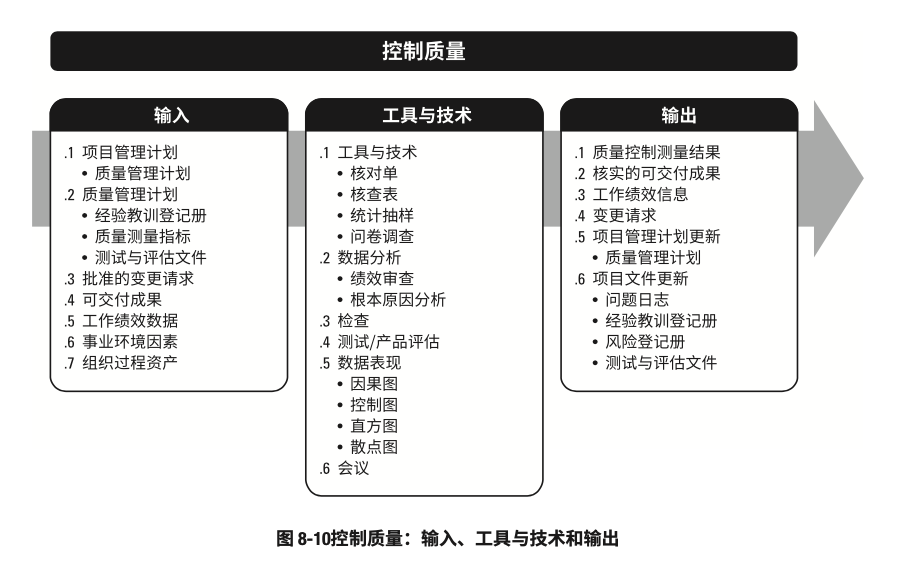 控制质量
输入
.1 项目管理计划
• 质量管理计划
.2 质量管理计划
• 经验教训登记册
• 质量测量指标
• 测试与评估文件
.3 批准的变更请求
.4 可交付成果
.5 工作绩效数据
.6 事业环境因素
.7 组织过程资产
工具与技术
.1 工具与技术
• 核对单
• 核查表
• 统计抽样
• 问卷调查
.2 数据分析
• 绩效审查
• 根本原因分析
.3 检查
.4 测试/产品评估
.5 数据表现
• 因果图
• 控制图
• 直方图
• 散点图
.6 会议
输出
.1 质量控制测量结果
.2 核实的可交付成果
.3 工作绩效信息
.4 变更请求
.5 项目管理计划更新
• 质量管理计划
.6 项目文件更新
• 问题日志
• 经验教训登记册
• 风险登记册
• 测试与评估文件
图 8-10控制质量：输入、工具与技术和输出